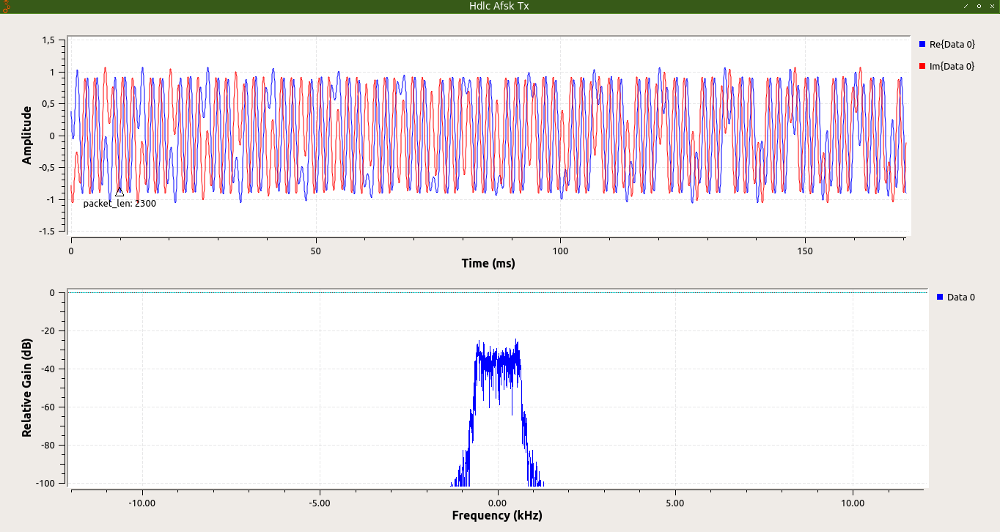 Hdlc Afsk Tx
1,5
1
0,5
0
-0.5
-1
-1.5
Amplitude
packet_len: 2300
0
50
100
150
Time (ms)
Re{Data 0}
Im{Data 0}
0
-20
-40
-60
-80
-100
Relative Gain (dB)
-10.00
-5.00
0.00
5.00
10.00
Frequency (kHz)
Data 0